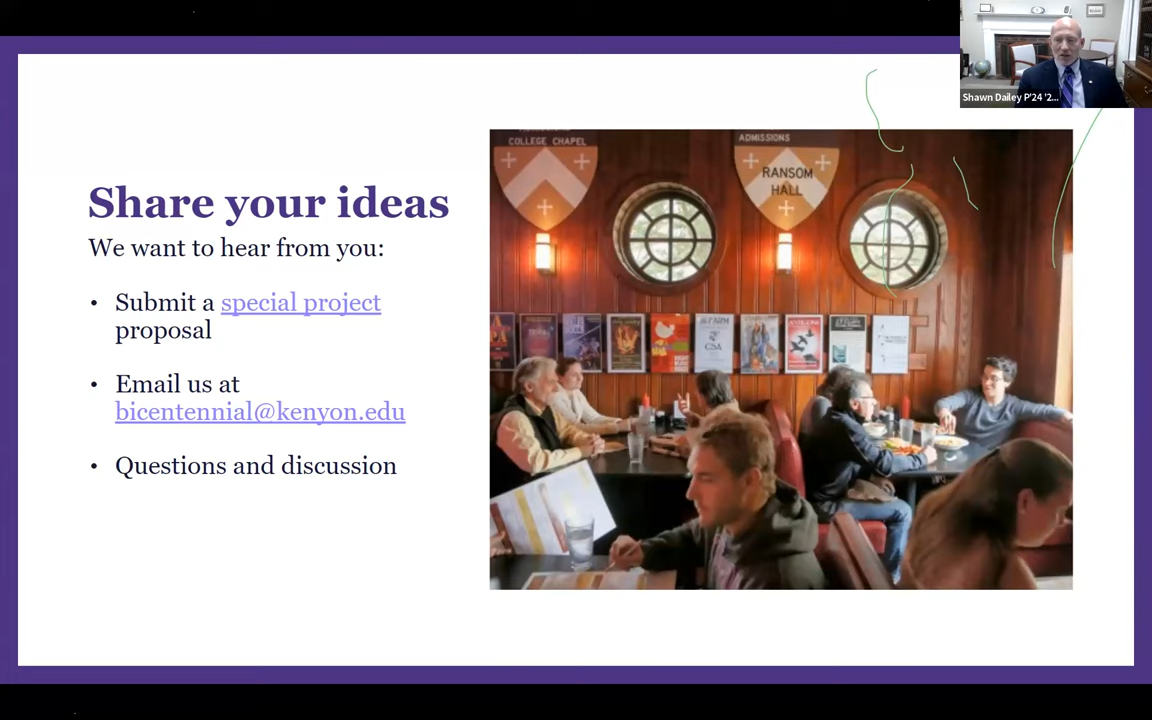 Shawn Dailey P'24 '2...
COLLEGE CHAPEL
ADMISSIONS
RANSOM
HALL
Share your ideas
We want to hear from you:
• Submit a special project
proposal
• Email us at
bicentennial@kenyon.edu
• Questions and discussion
CSA